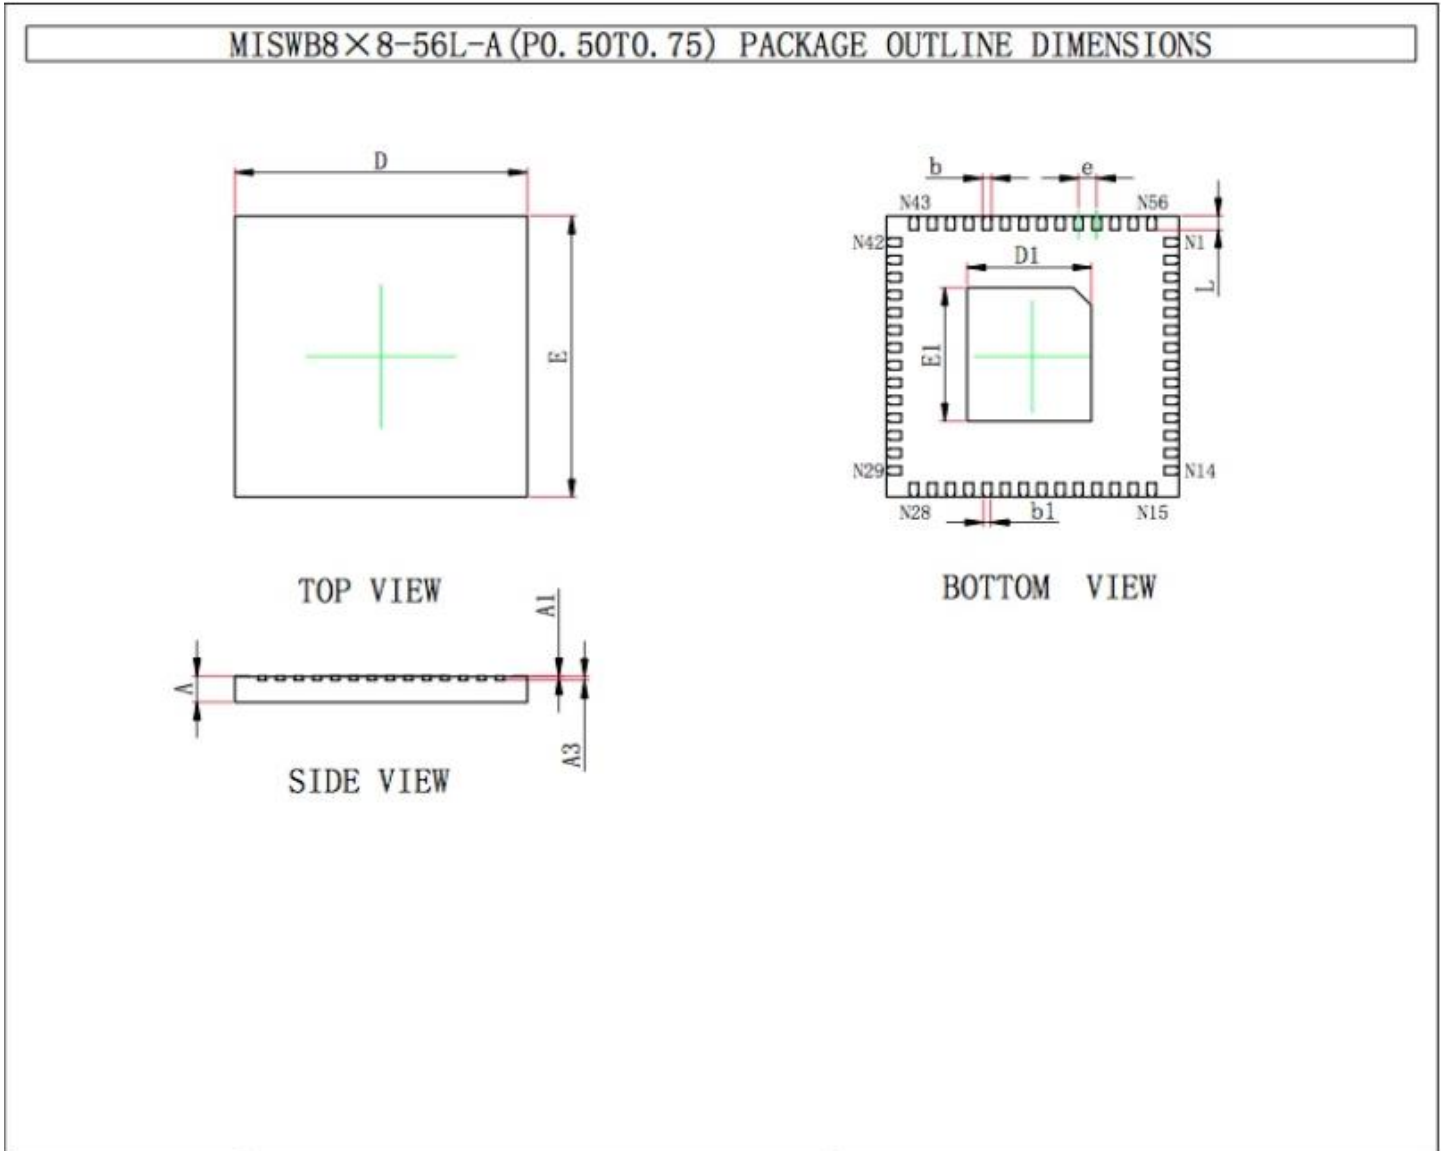 MISWB8×8-56L-A(P0.50T0.75) PACKAGE OUTLINE DIMENSIONS
D
E
TOP VIEW
b
e
N43
N56
N42
N1
D1
L
E1
N29
N14
N28
b1
N15
BOTTOM VIEW
A1
A
A3
SIDE VIEW